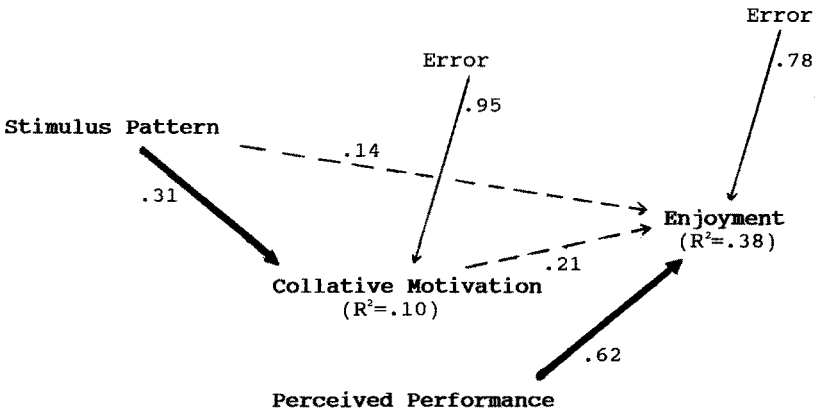 Error
Error
.78
.95
Stimulus Pattern
.14
.31
Enjoyment
(R²=.38)
.21
Collative Motivation
(R²=.10)
.62
Perceived Performance